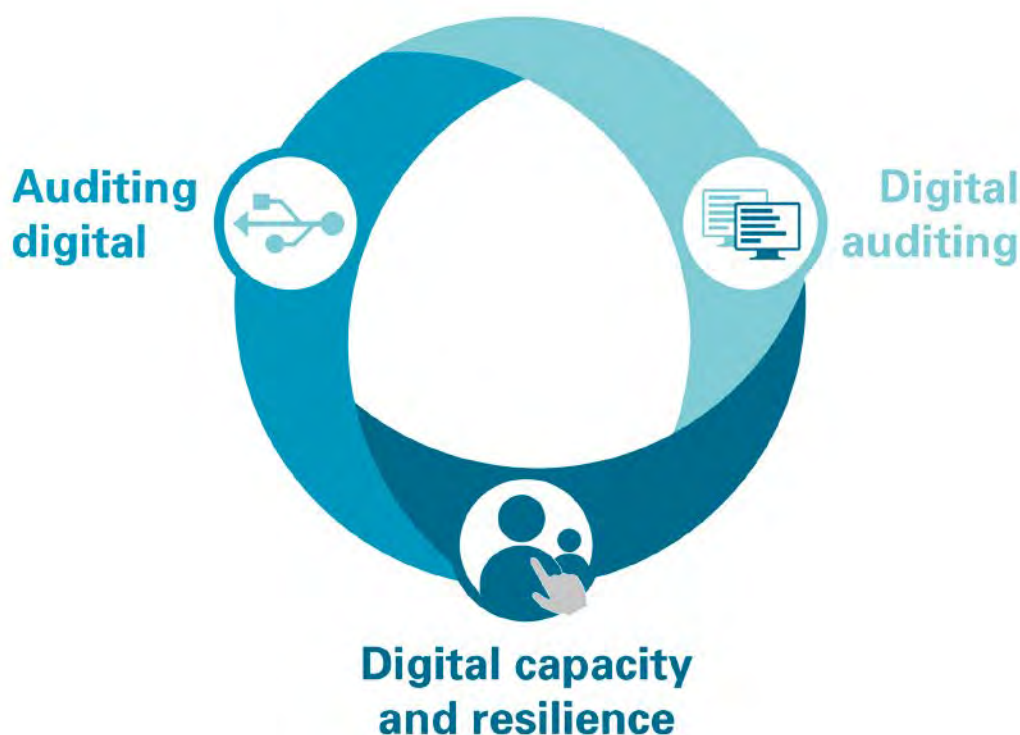 Auditing
digital
Digital
auditing
Digital capacity
and resilience